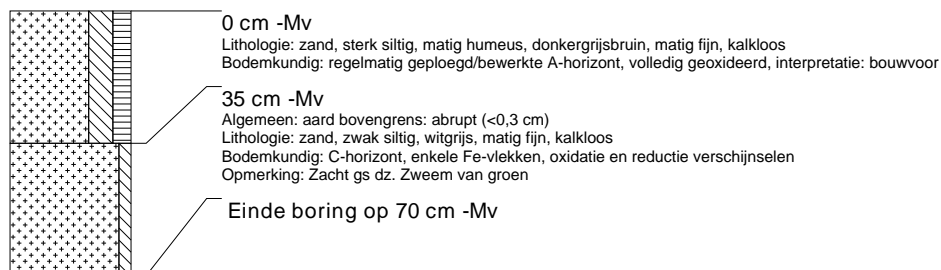 0 cm -Mv
Lithologie: zand, sterk siltig, matig humeus, donkergrijsbruin, matig fijn, kalkloos
Bodemkundig: regelmatig geploegd/bewerkte A-horizont, volledig geoxideerd, interpretatie: bouwvoor
35 cm -Mv
Algemeen: aard bovengrens: abrupt (<0,3 cm)
Lithologie: zand, zwak siltig, witgrijs, matig fijn, kalkloos
Bodemkundig: C-horizont, enkele Fe-vlekken, oxidatie en reductie verschijnselen
Opmerking: Zacht gs dz. Zweem van groen
Einde boring op 70 cm -Mv